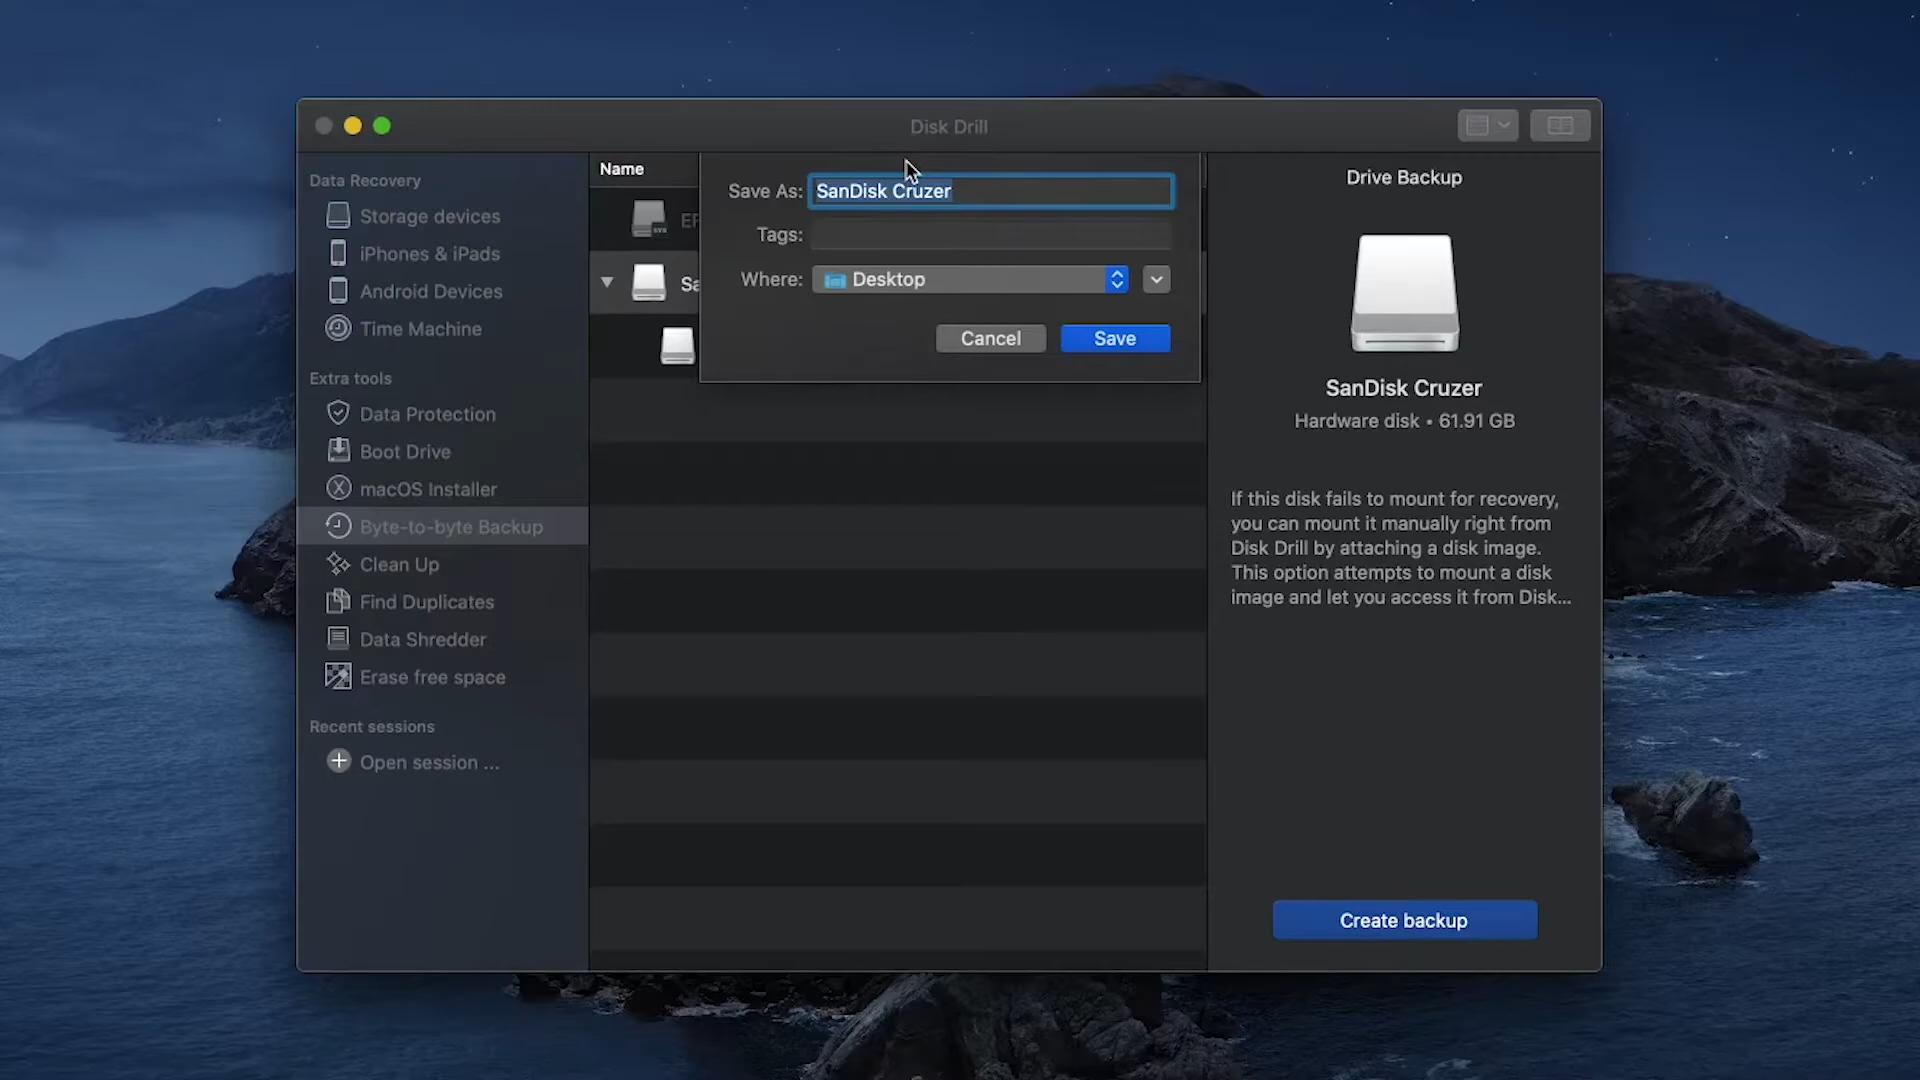 Disk Drill
Data Recovery
Storage devices
iPhones & iPads
Android Devices
Time Machine
Extra tools
Data Protection
Boot Drive
macOS Installer
Byte-to-byte Backup
Clean Up
Find Duplicates
Data Shredder
Erase free space
Recent sessions
Open session ...
Name
Save As: SanDisk Cruzer
Tags:
Where: Desktop
Cancel Save
Drive Backup
SanDisk Cruzer
Hardware disk • 61.91 GB
If this disk fails to mount for recovery,
you can mount it manually right from
Disk Drill by attaching a disk image.
This option attempts to mount a disk
image and let you access it from Disk...
Create backup